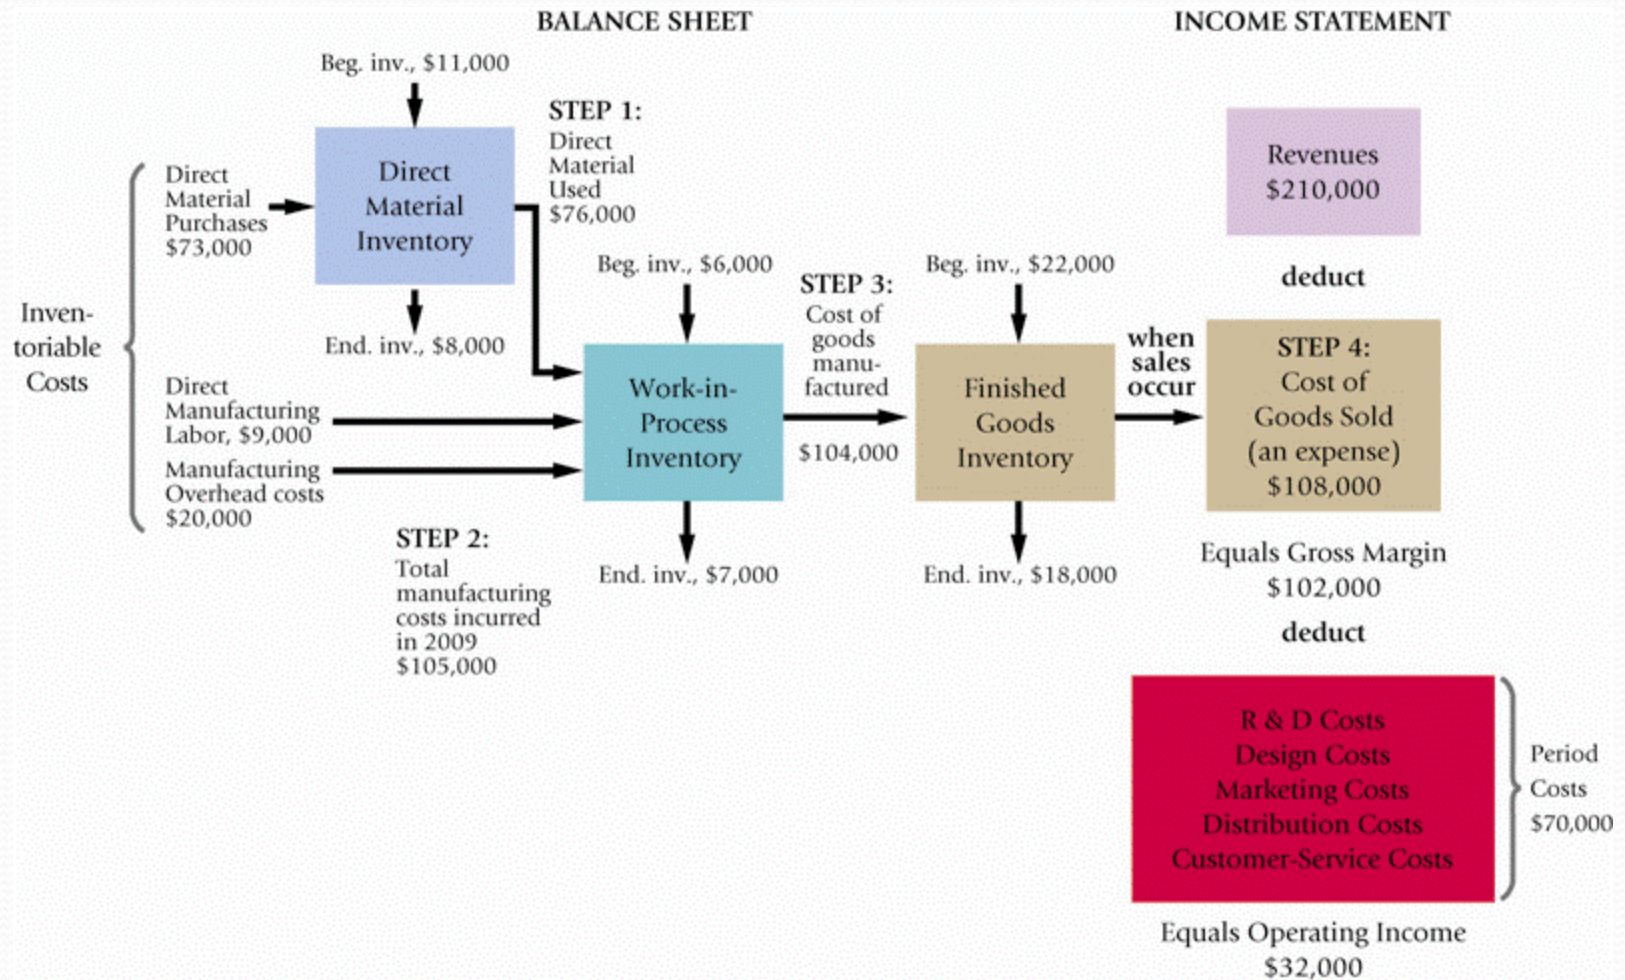 BALANCE SHEET
INCOME STATEMENT
Beg. inv., $11,000
STEP 1:
Direct
Material
Used
$76,000
Direct
Material
Purchases
$73,000
Direct
Material
Inventory
End. inv., $8,000
Inven-
toriable
Costs
Direct
Manufacturing
Labor, $9,000
Manufacturing
Overhead costs
$20,000
STEP 2:
Total
manufacturing
costs incurred
in 2009
$105,000
Beg. inv., $6,000
Work-in-
Process
Inventory
End. inv., $7,000
STEP 3:
Cost of
goods
manu-
factured
$104,000
Beg. inv., $22,000
Finished
Goods
Inventory
End. inv., $18,000
when
sales
occur
Revenues
$210,000
deduct
STEP 4:
Cost of
Goods Sold
(an expense)
$108,000
Equals Gross Margin
$102,000
deduct
R & D Costs
Design Costs
Marketing Costs
Distribution Costs
Customer-Service Costs
Period
Costs
$70,000
Equals Operating Income
$32,000